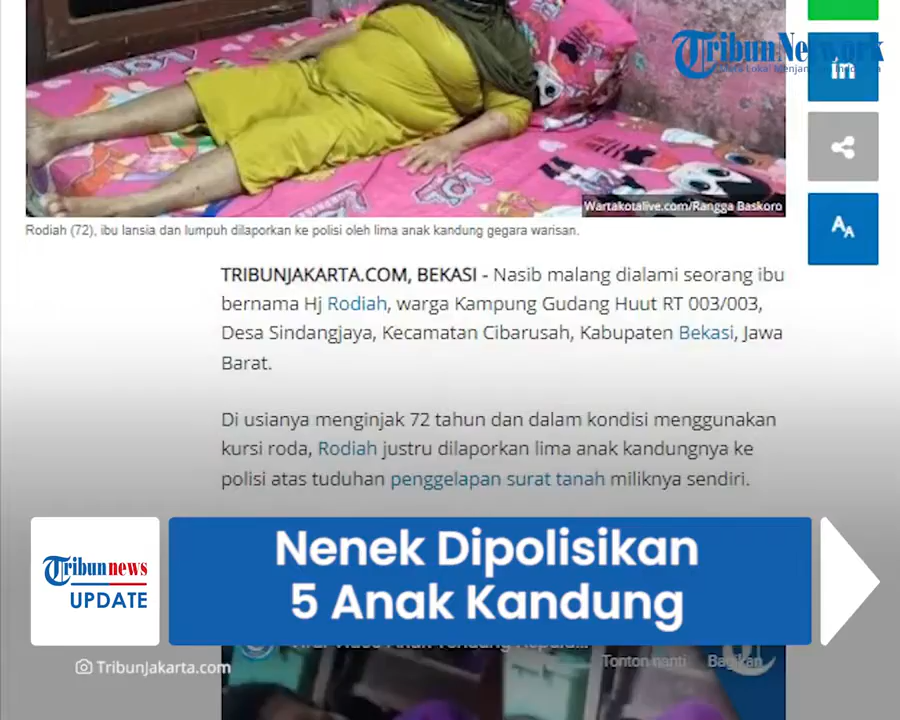 TribunNetwork
Wartakotalive.com/Rangga Baskoro
Rodiah (72), ibu lansia dan lumpuh dilaporkan ke polisi oleh lima anak kandung gegara warisan.
TRIBUNJAKARTA.COM, BEKASI - Nasib malang dialami seorang ibu
bernama Hj Rodiah, warga Kampung Gudang Huut RT 003/003,
Desa Sindangjaya, Kecamatan Cibarusah, Kabupaten Bekasi, Jawa
Barat.
Di usianya menginjak 72 tahun dan dalam kondisi menggunakan
kursi roda, Rodiah justru dilaporkan lima anak kandungnya ke
polisi atas tuduhan penggelapan surat tanah miliknya sendiri.
Tribunnews
UPDATE
Nenek Dipolisikan
5 Anak Kandung
TribunJakarta.com
Tonton nanti
Bagikan
in
AA